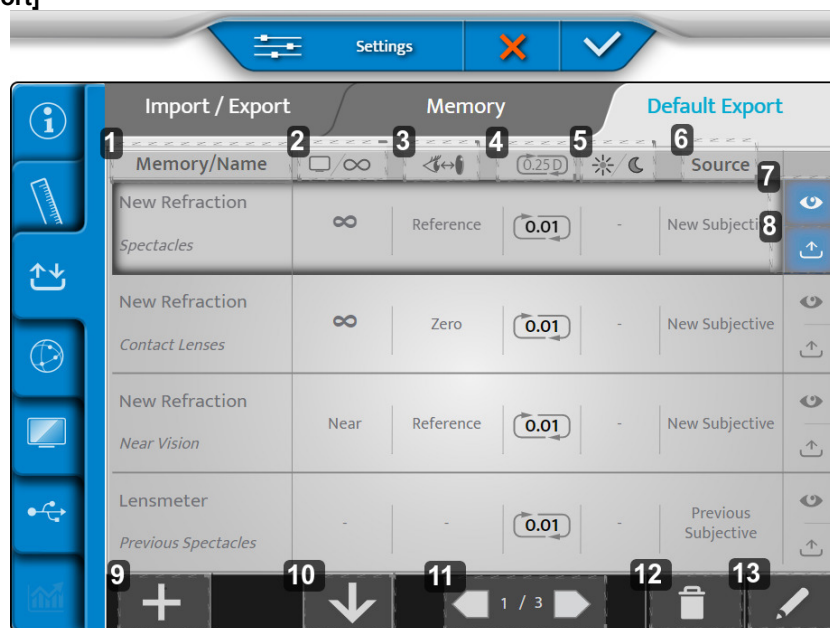 ort]
Settings
Import / Export Memory Default Export
1 2 3 4 5 6
Memory/Name /∞ 0.25 D / Source
7
New Refraction
Spectacles
∞ Reference 0.01 - New Subjecti
8
New Refraction
Contact Lenses
∞ Zero 0.01 - New Subjective
New Refraction
Near Vision
Near Reference 0.01 - New Subjective
Lensmeter
Previous Spectacles
- - 0.01 - Previous
Subjective
9 10 11 12 13
1 / 3